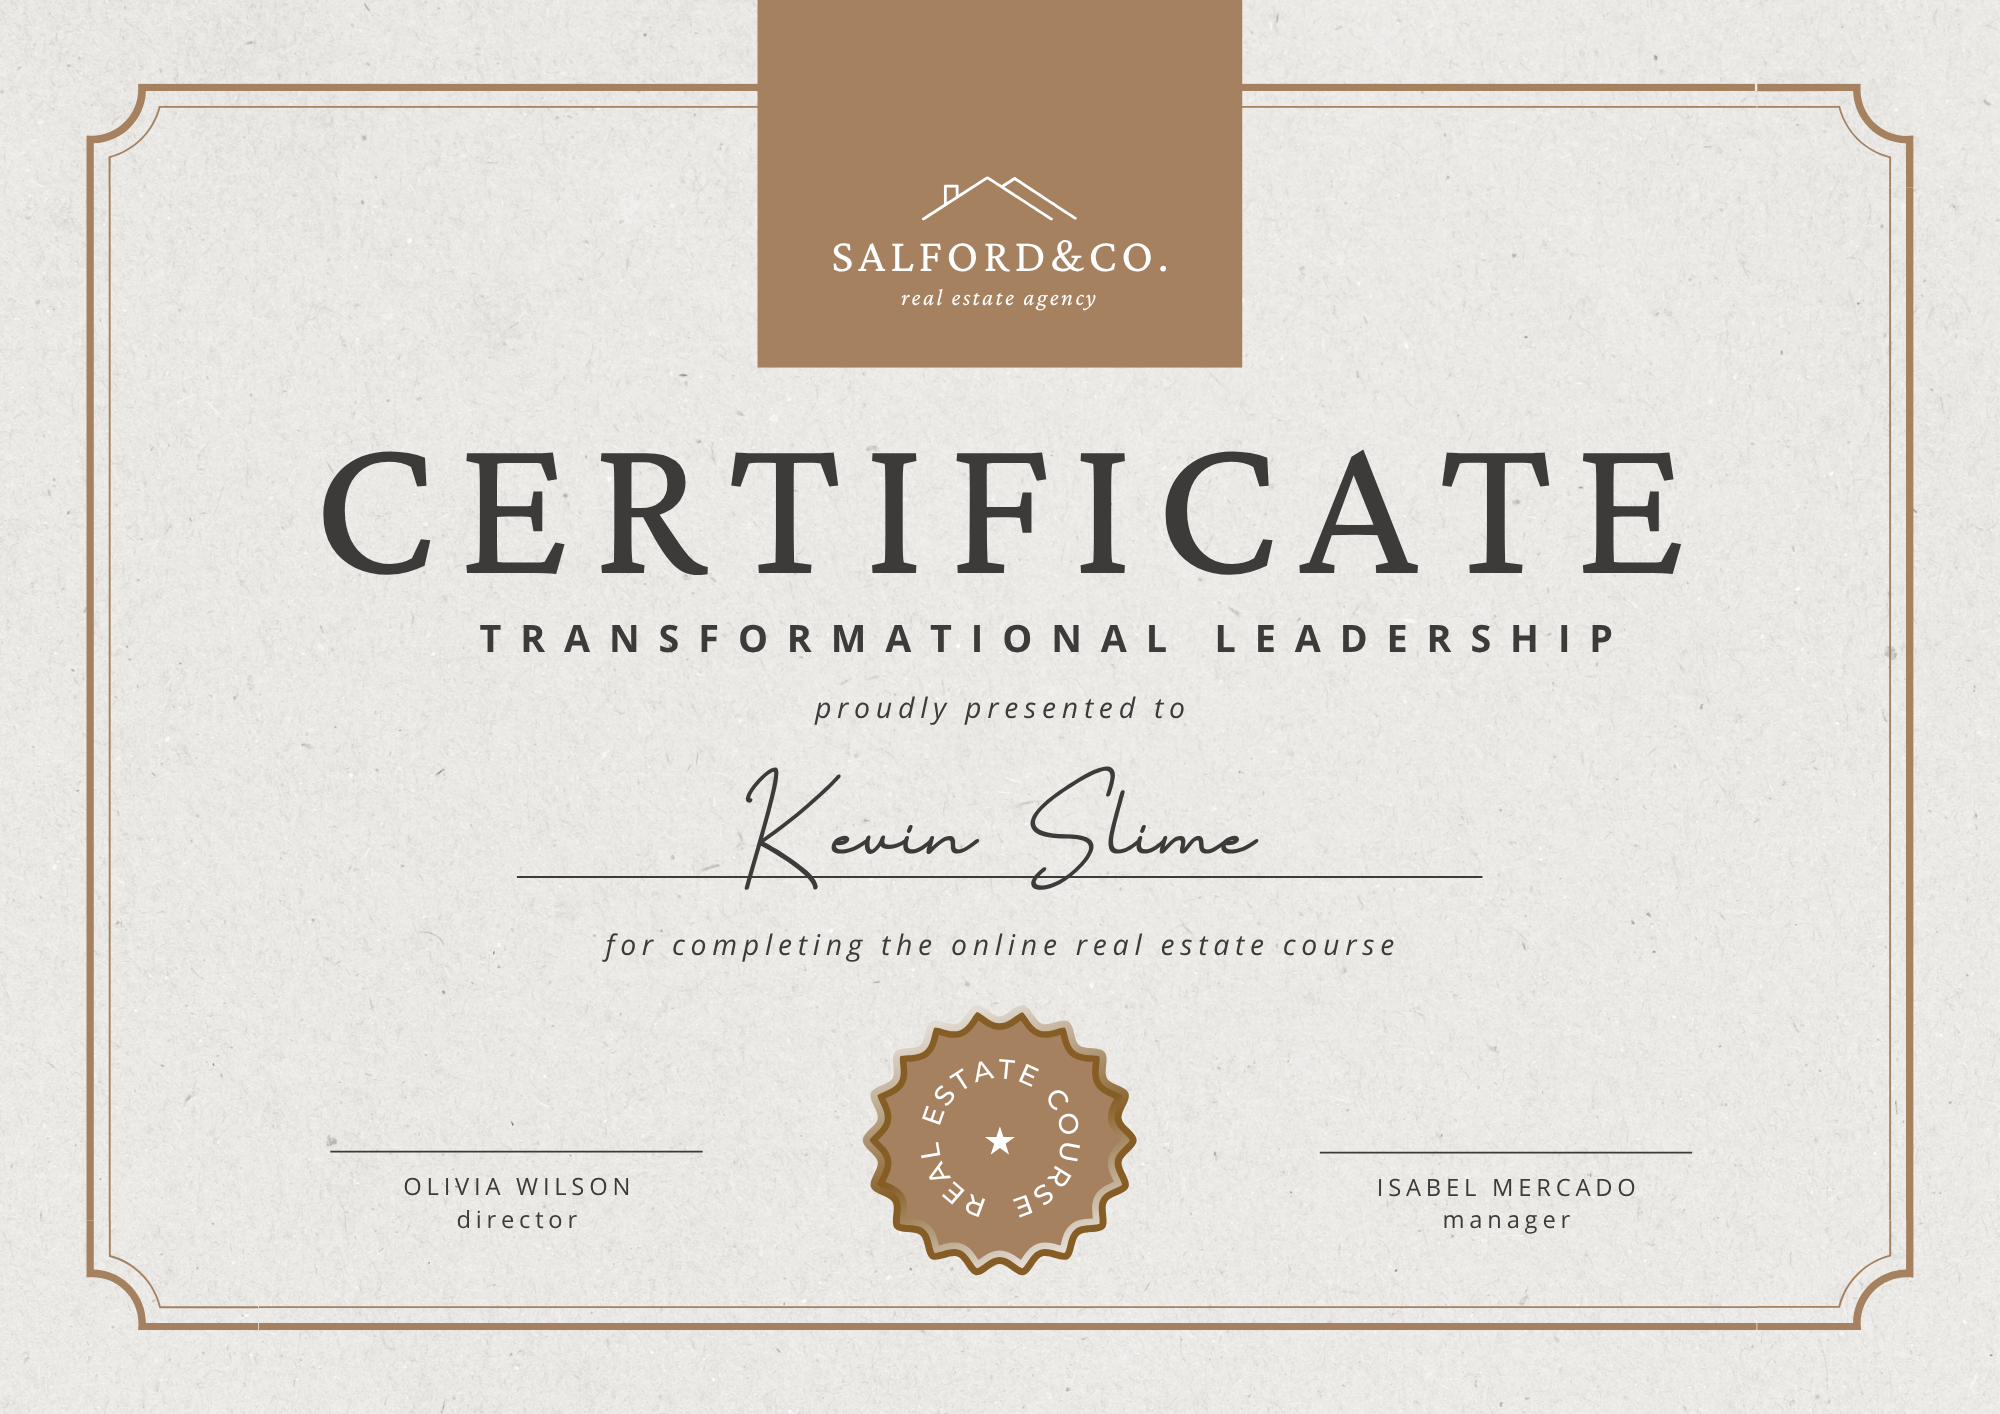 SALFORD&CO.
real estate agency
CERTIFICATE
TRANSFORMATIONAL LEADERSHIP
proudly presented to
Kevin Slime
for completing the online real estate course
REAL ESTATE COURSE
OLIVIA WILSON
director
ISABEL MERCADO
manager